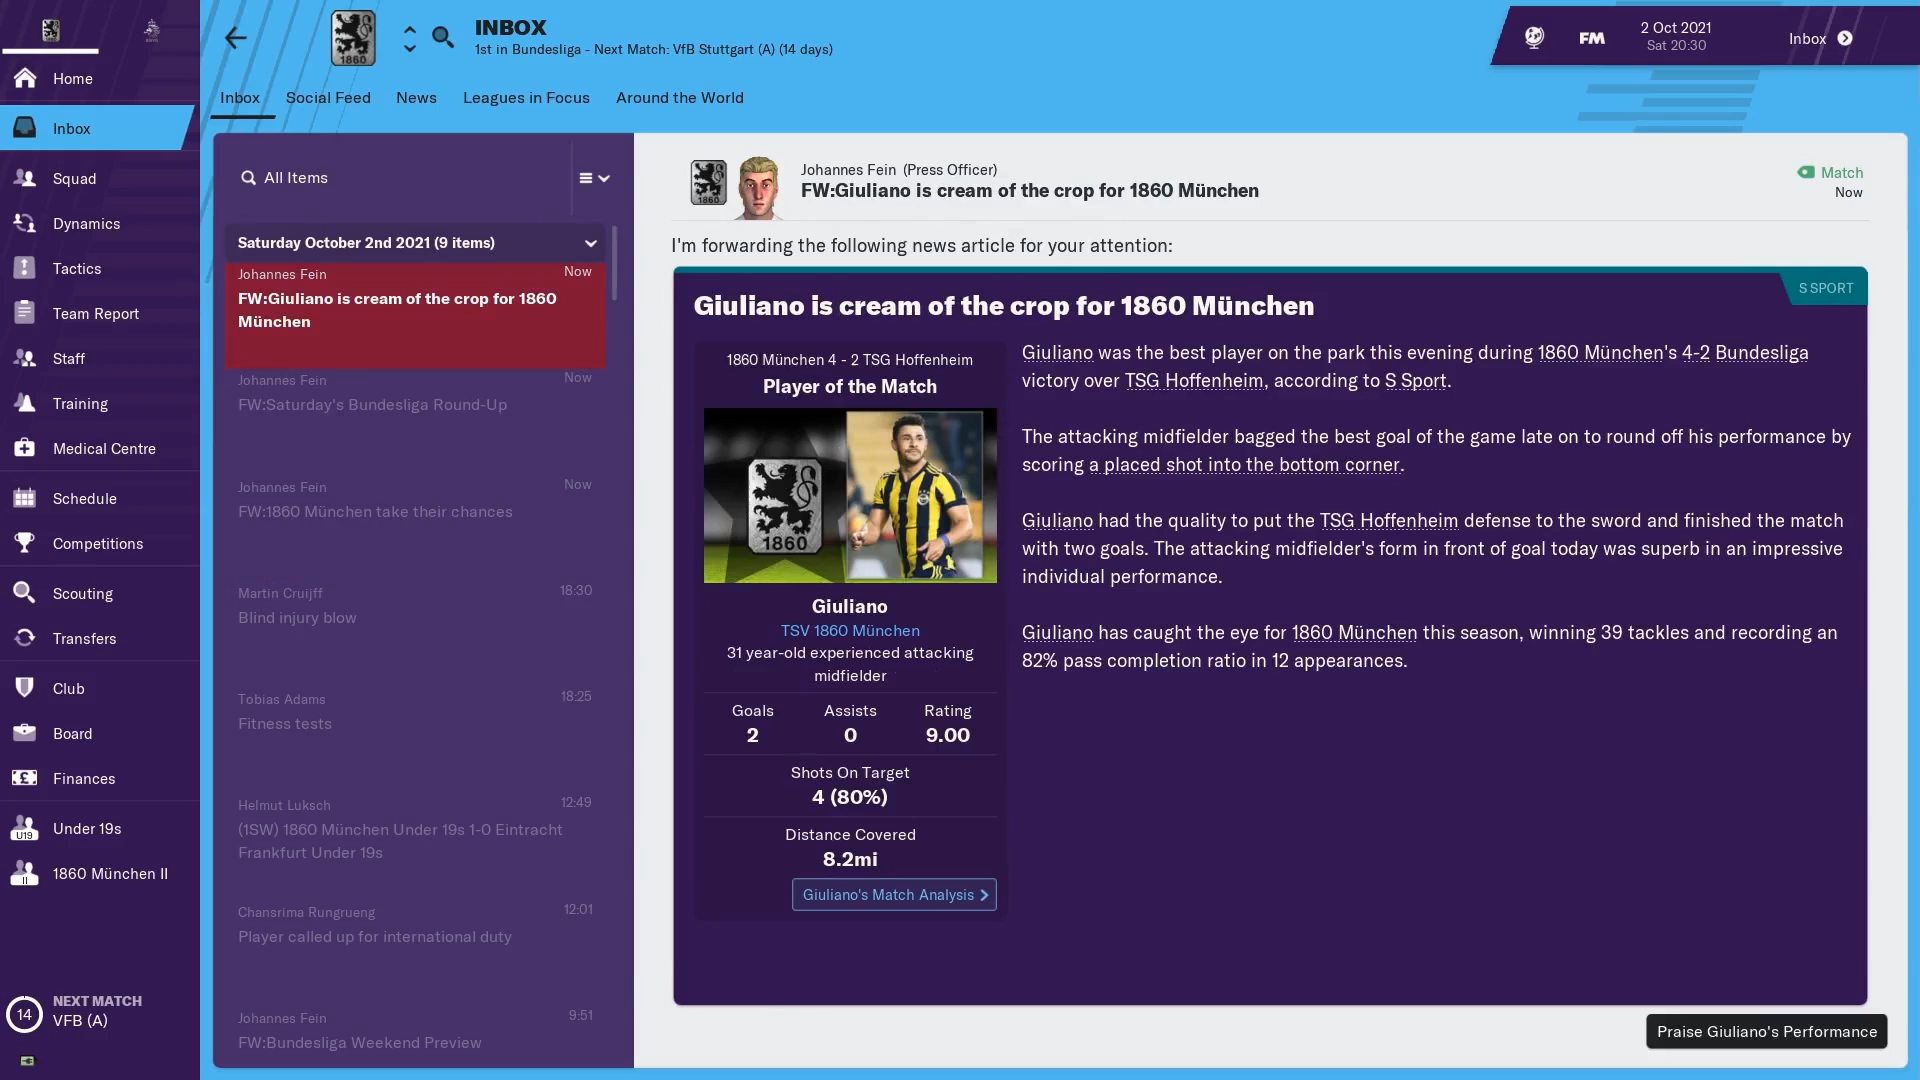 INBOX
1st in Bundesliga - Next Match: VfB Stuttgart (A) (14 days)
FM
2 Oct 2021
Sat 20:30
Inbox
Inbox
Social Feed
News
Leagues in Focus
Around the World
Home
Inbox
Squad
Dynamics
Tactics
Team Report
Staff
Training
Medical Centre
Schedule
Competitions
Scouting
Transfers
Club
Board
Finances
U19
Under 19s
II
1860 München II
14
NEXT MATCH
VFB (A)
1860
All Items
Saturday October 2nd 2021 (9 items)
Johannes Fein
Now
FW:Giuliano is cream of the crop for 1860
München
Johannes Fein
Now
FW:Saturday's Bundesliga Round-Up
Johannes Fein
Now
FW:1860 München take their chances
Martin Cruijff
18:30
Blind injury blow
Tobias Adams
18:25
Fitness tests
Helmut Luksch
12:49
(1SW) 1860 München Under 19s 1-0 Eintracht
Frankfurt Under 19s
Chansrima Rungrueng
12:01
Player called up for international duty
Johannes Fein
9:51
FW:Bundesliga Weekend Preview
1860
Johannes Fein (Press Officer)
FW:Giuliano is cream of the crop for 1860 München
Match
Now
I'm forwarding the following news article for your attention:
S SPORT
Giuliano is cream of the crop for 1860 München
1860 München 4 - 2 TSG Hoffenheim
Player of the Match
1860
Giuliano
TSV 1860 München
31 year-old experienced attacking
midfielder
Goals
Assists
Rating
2
0
9.00
Shots On Target
4 (80%)
Distance Covered
8.2mi
Giuliano's Match Analysis
Giuliano was the best player on the park this evening during 1860 München's 4-2 Bundesliga
victory over TSG Hoffenheim, according to S Sport.
The attacking midfielder bagged the best goal of the game late on to round off his performance by
scoring a placed shot into the bottom corner.
Giuliano had the quality to put the TSG Hoffenheim defense to the sword and finished the match
with two goals. The attacking midfielder's form in front of goal today was superb in an impressive
individual performance.
Giuliano has caught the eye for 1860 München this season, winning 39 tackles and recording an
82% pass completion ratio in 12 appearances.
Praise Giuliano's Performance